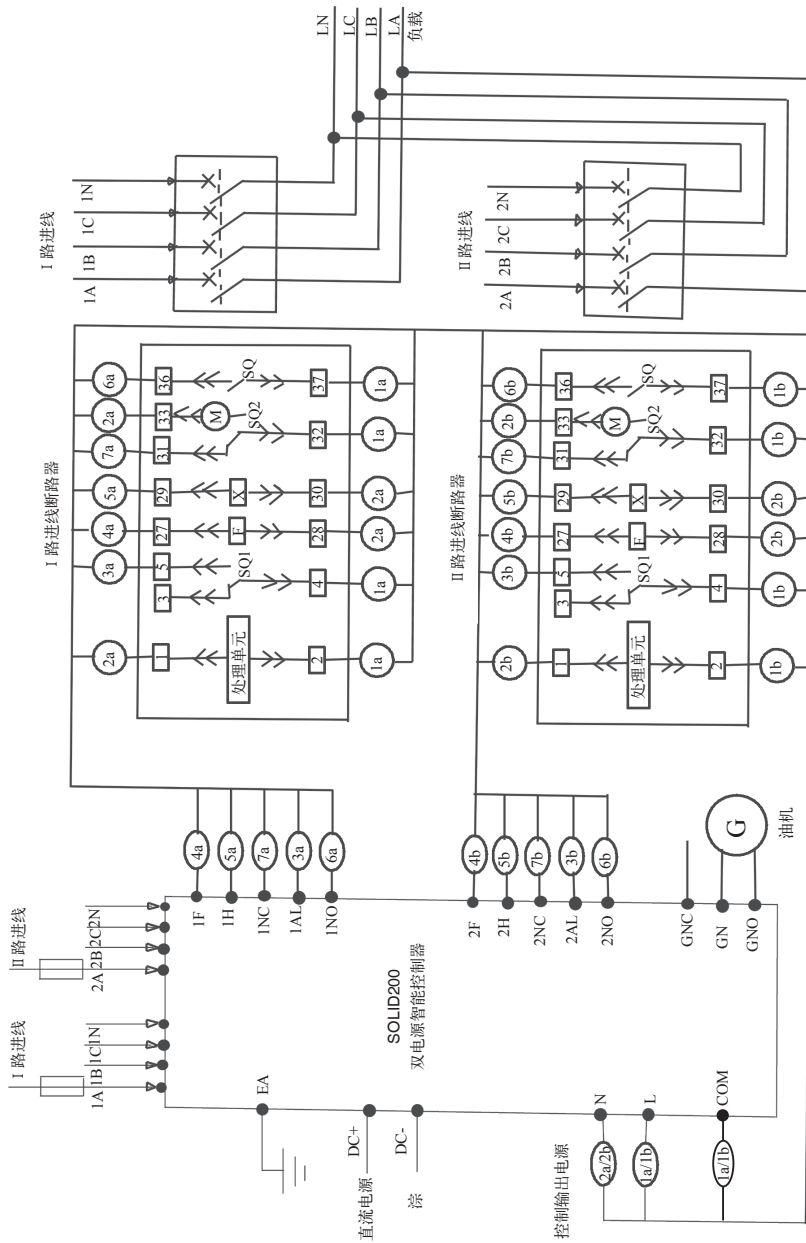 Ⅰ 路进线
1A 1B 1C 1N
Ⅱ 路进线
2A 2B 2C 2N
EA
DC+
直流电源
DC-
淙
SOLID200
双电源智能控制器
控制输出电源
N
L
COM
2a/2b
1a/1b
1a/1b
1F
1H
1NC
1AL
1NO
4a
5a
7a
3a
6a
2F
2H
2NC
2AL
2NO
4b
5b
7b
3b
6b
GNC
GN
GNO
G
油机
Ⅰ 路进线断路器
2a 3a 4a 5a 7a 2a 6a
1 3 5 27 29 31 33 36
处理单元 SQ1 F X M SQ2 SQ
2 4 28 30 32 37
1a 1a 2a 2a 1a 1a
Ⅱ 路进线断路器
2b 3b 4b 5b 7b 2b 6b
1 3 5 27 29 31 33 36
处理单元 SQ1 F X M SQ2 SQ
2 4 28 30 32 37
1b 1b 2b 2b 1b 1b
Ⅰ 路进线
1A 1B 1C 1N
Ⅱ 路进线
2A 2B 2C 2N
LN
LC
LB
LA
负载